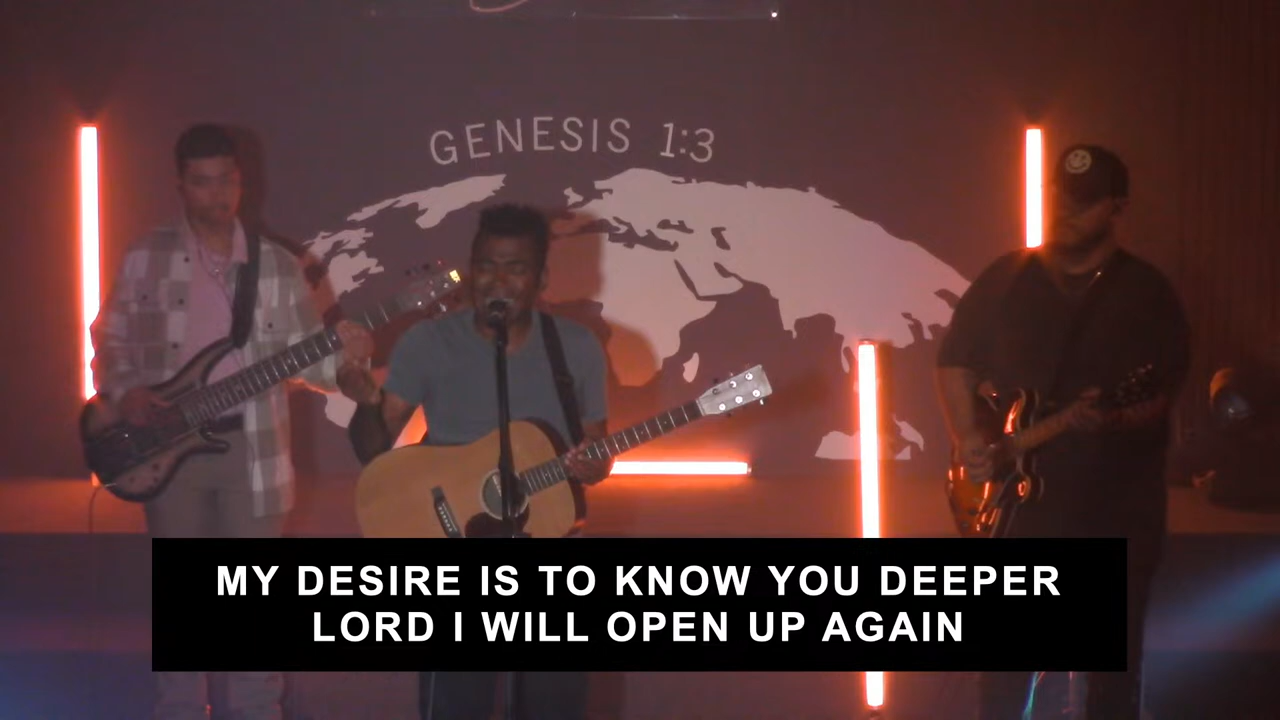 GENESIS 1:3
MY DESIRE IS TO KNOW YOU DEEPER
LORD I WILL OPEN UP AGAIN